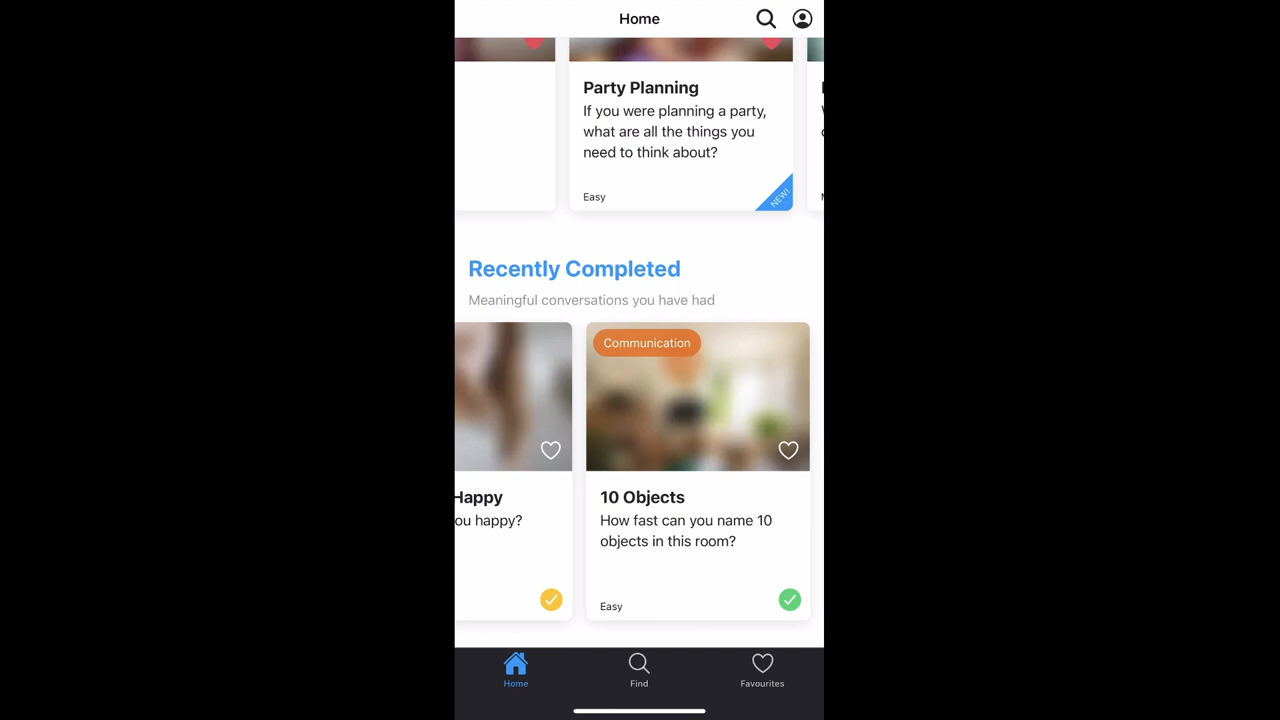 Home
Party Planning
If you were planning a party,
what are all the things you
need to think about?
Easy
NEW!
Recently Completed
Meaningful conversations you have had
Communication
Happy
ou happy?
10 Objects
How fast can you name 10
objects in this room?
Easy
Home
Find
Favourites